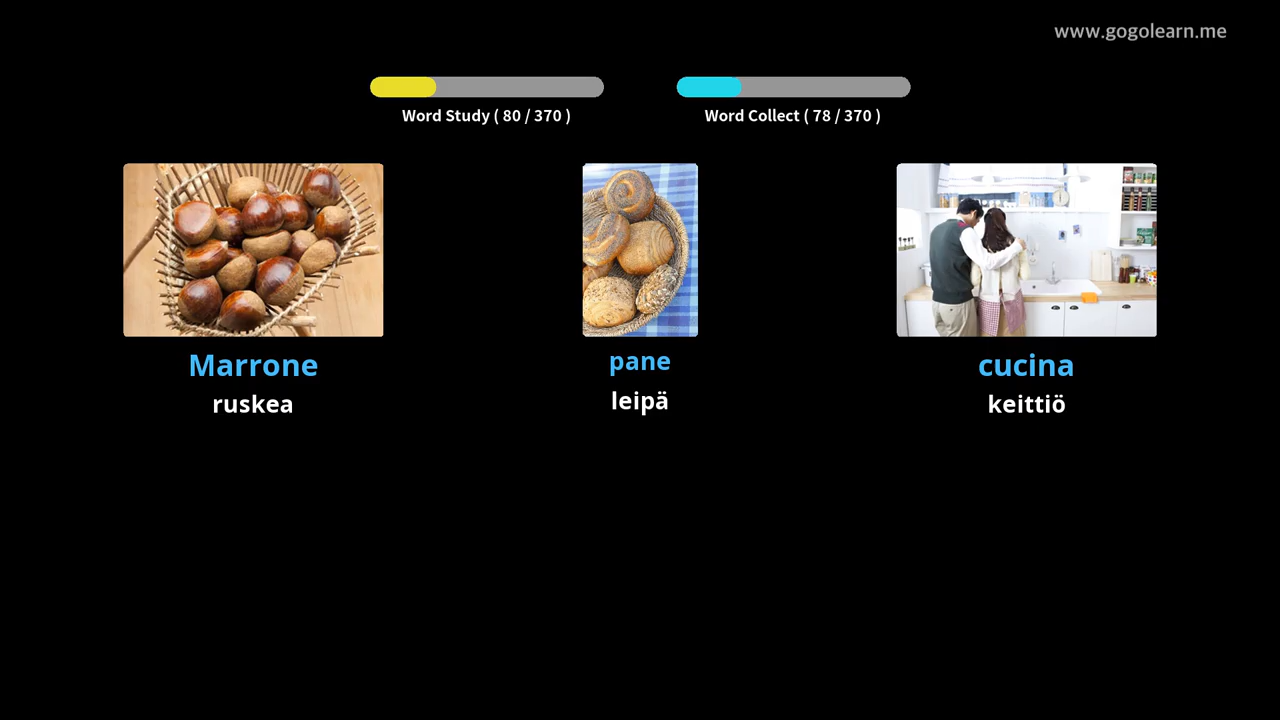 www.gogolearn.me
Word Study ( 80 / 370 )
Word Collect ( 78 / 370 )
Marrone
ruskea
pane
leipä
cucina
keittiö